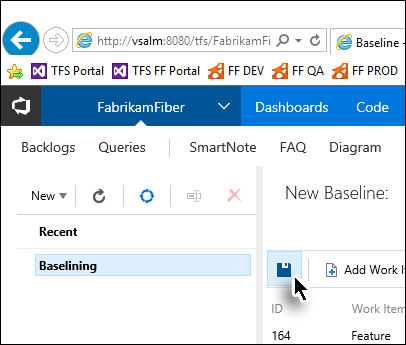 http://vsalm:8080/tfs/FabrikamFi
Baseline -
TFS Portal TFS FF Portal FF DEV FF QA FF PROD
FabrikamFiber Dashboards Code
Backlogs Queries SmartNote FAQ Diagram
New
New Baseline:
Recent
Baselining
Add Work It
ID Work Item
164 Feature